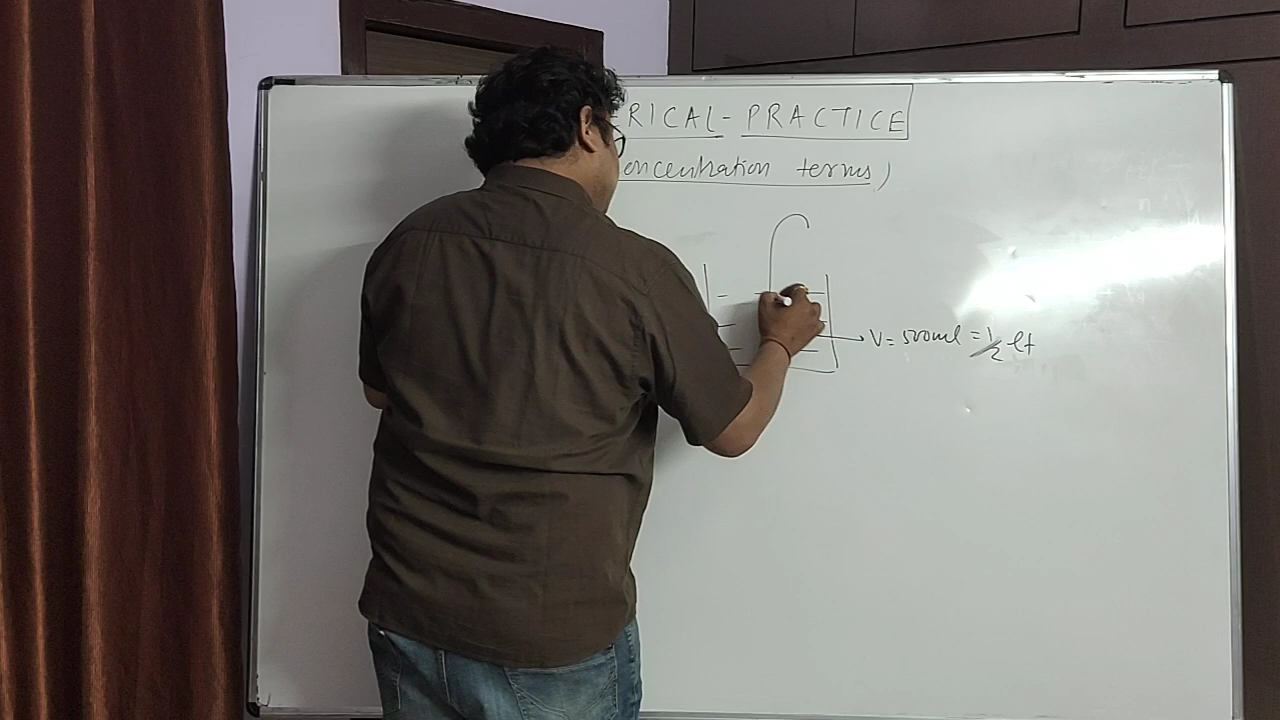 ERICAL - PRACTICE
oncentration terms)
V = 500ml = 1/2 lt